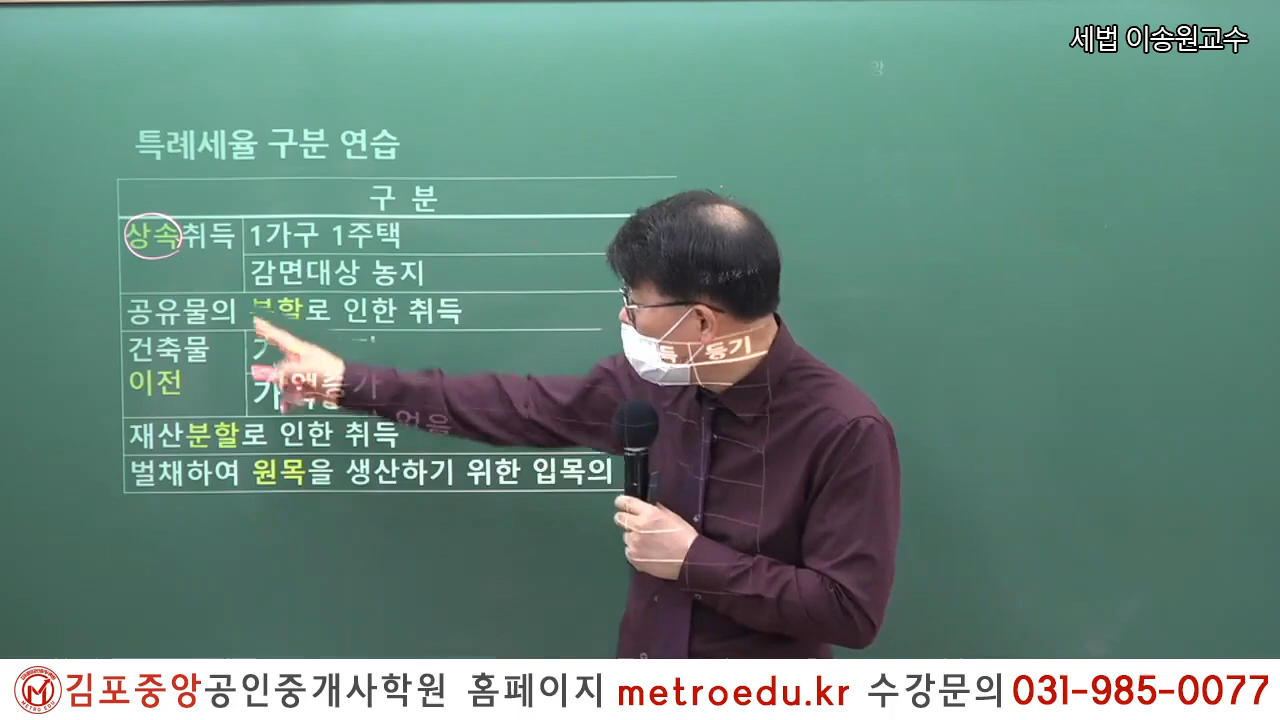 세법 이송원교수
특례세율 구분 연습
구 분
상속취득
1가구 1주택
감면대상 농지
공유물의 분할로 인한 취득
건축물
이전
등기
재산분할로 인한 취득
벌채하여 원목을 생산하기 위한 입목의
METRO EDU
김포중앙공인중개사학원 홈페이지 metroedu.kr 수강문의 031-985-0077